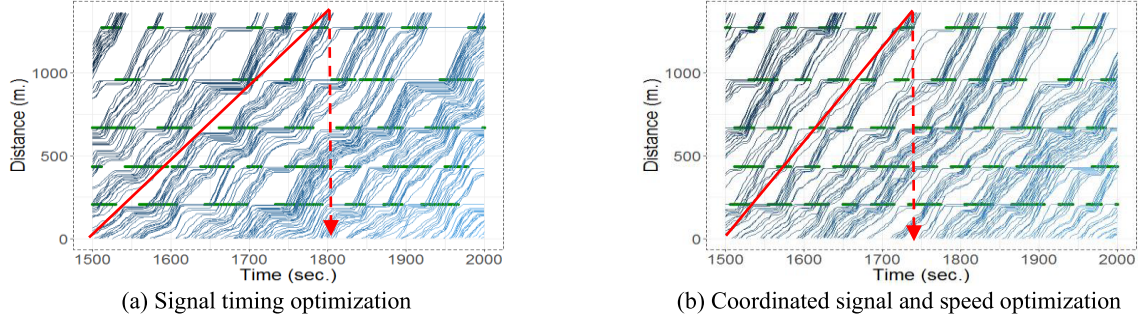 Distance (m.)
1000
500
0
1500 1600 1700 1800 1900 2000
Time (sec.)
(a) Signal timing optimization
Distance (m.)
1000
500
0
1500 1600 1700 1800 1900 2000
Time (sec.)
(b) Coordinated signal and speed optimization